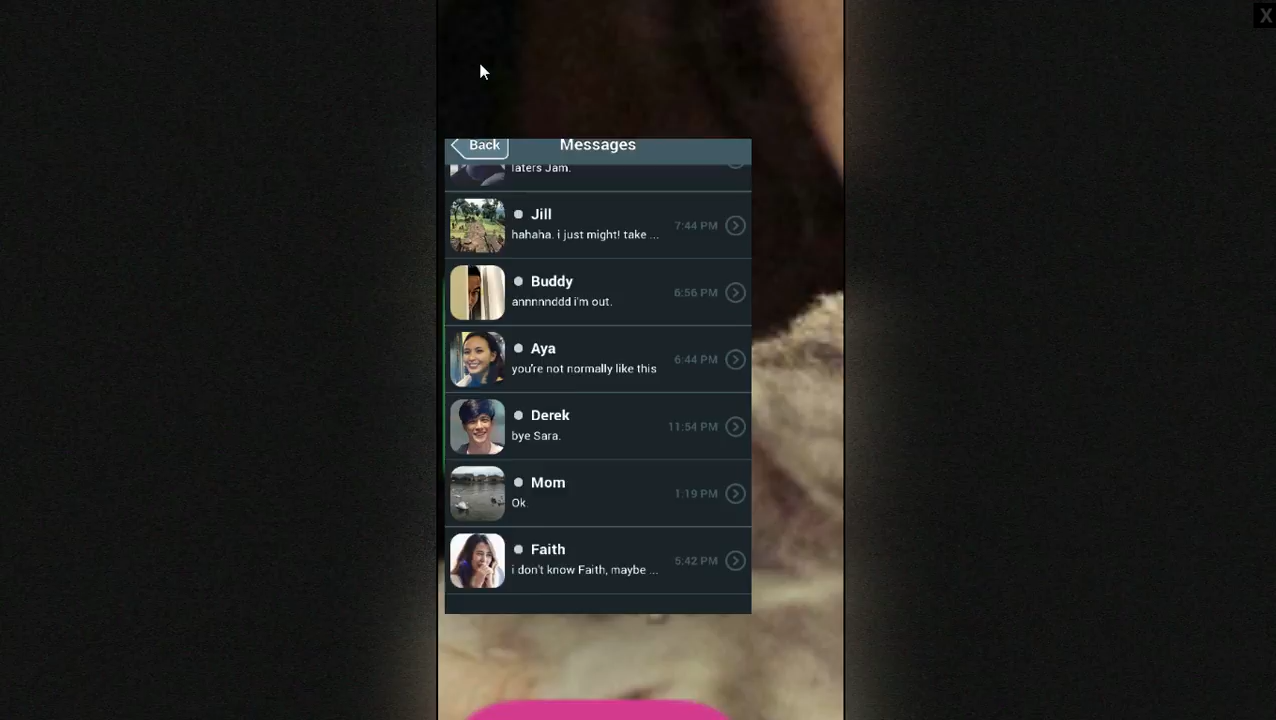 X
Back
Messages
laters Jam.
Jill
hahaha. i just might! take ...
7:44 PM
Buddy
annnnnddd i'm out.
6:56 PM
Aya
you're not normally like this
6:44 PM
Derek
bye Sara.
11:54 PM
Mom
Ok
1:19 PM
Faith
i don't know Faith, maybe ...
5:42 PM